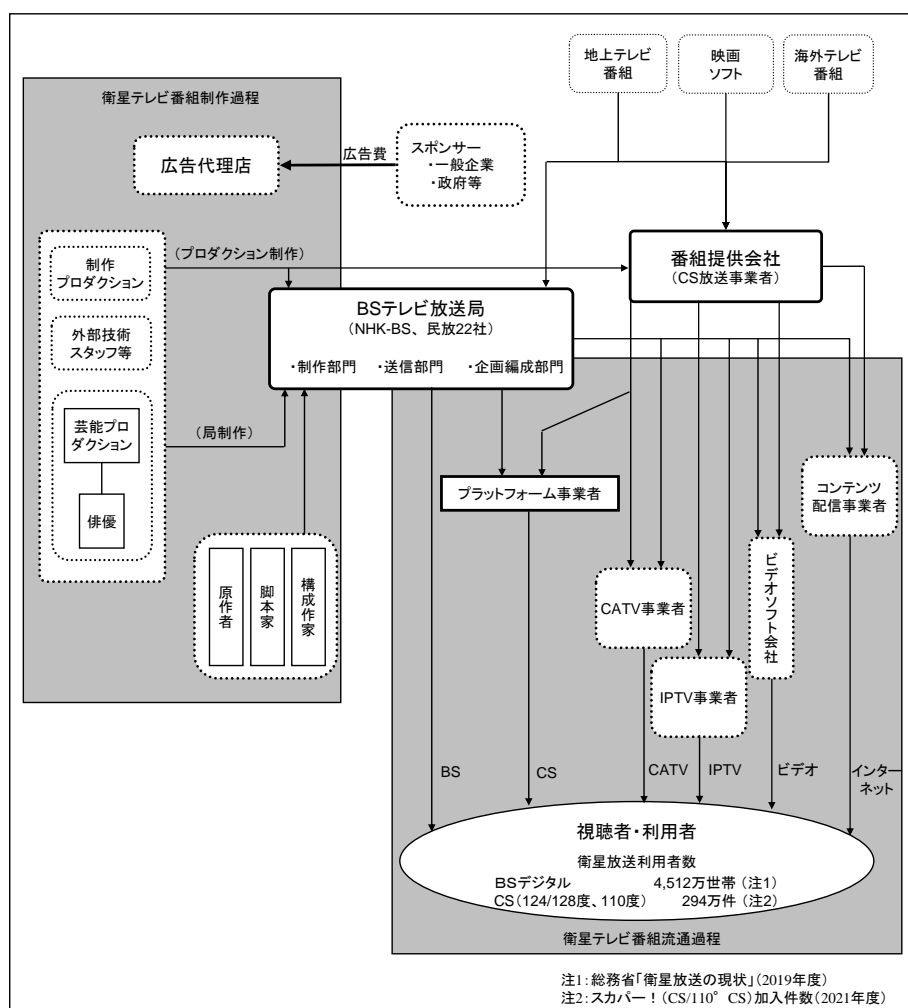 地上テレビ
番組
映画
ソフト
海外テレビ
番組
衛星テレビ番組制作過程
広告代理店
広告費
スポンサー
・一般企業
・政府等
(プロダクション制作)
番組提供会社
(CS放送事業者)
制作
プロダクション
外部技術
スタッフ等
芸能プロ
ダクション
俳優
BSテレビ放送局
(NHK-BS、民放22社)
・制作部門 ・送信部門 ・企画編成部門
(局制作)
原作者
脚本家
構成作家
プラットフォーム事業者
コンテンツ
配信事業者
CATV事業者
ビデオソフト会社
IPTV事業者
BS
CS
CATV
IPTV
ビデオ
インター
ネット
視聴者・利用者
衛星放送利用者数
BSデジタル 4,512万世帯(注1)
CS(124/128度、110度) 294万件(注2)
衛星テレビ番組流通過程
注1:総務省「衛星放送の現状」(2019年度)
注2:スカパー!(CS/110°CS)加入件数(2021年度)